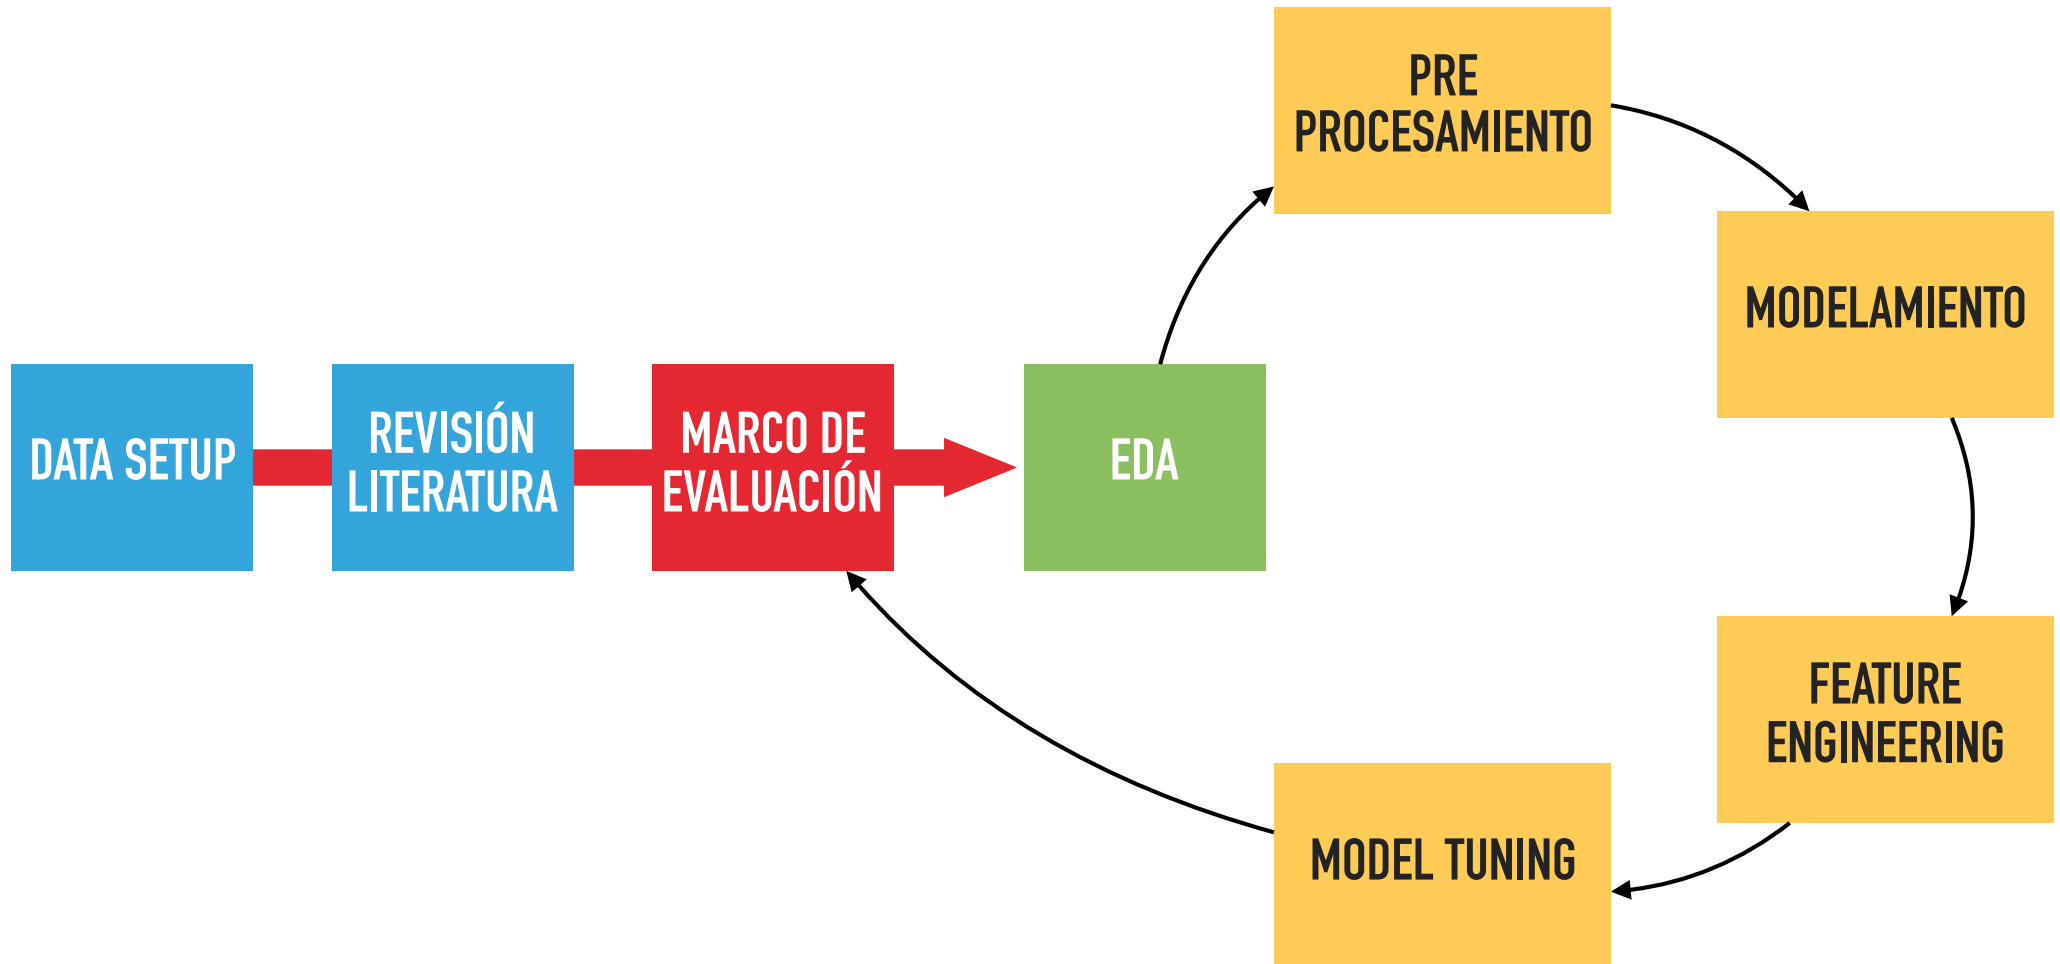 DATA SETUP
REVISIÓN
LITERATURA
MARCO DE
EVALUACIÓN
EDA
PRE
PROCESAMIENTO
MODELAMIENTO
FEATURE
ENGINEERING
MODEL TUNING